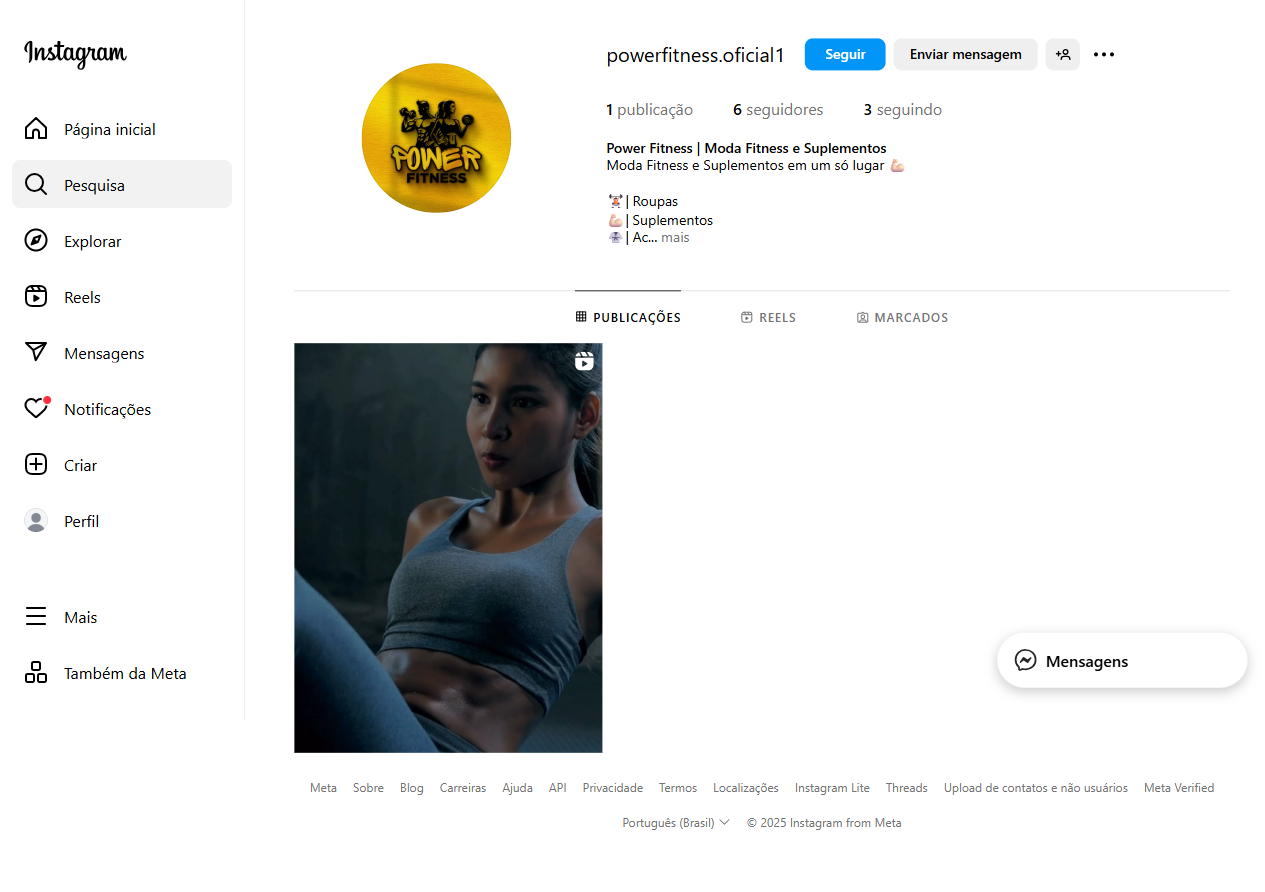 Instagram
Página inicial
Pesquisa
Explorar
Reels
Mensagens
Notificações
Criar
Perfil
Mais
Também da Meta
powerfitness.oficial1 Seguir Enviar mensagem
1 publicação 6 seguidores 3 seguindo
Power Fitness | Moda Fitness e Suplementos
Moda Fitness e Suplementos em um só lugar 💪🏻
🏋🏻| Roupas
💪🏻| Suplementos
| Ac... mais
POWER
FITNESS
PUBLICAÇÕES REELS MARCADOS
Mensagens
Meta Sobre Blog Carreiras Ajuda API Privacidade Termos Localizações Instagram Lite Threads Upload de contatos e não usuários Meta Verified
Português (Brasil) © 2025 Instagram from Meta